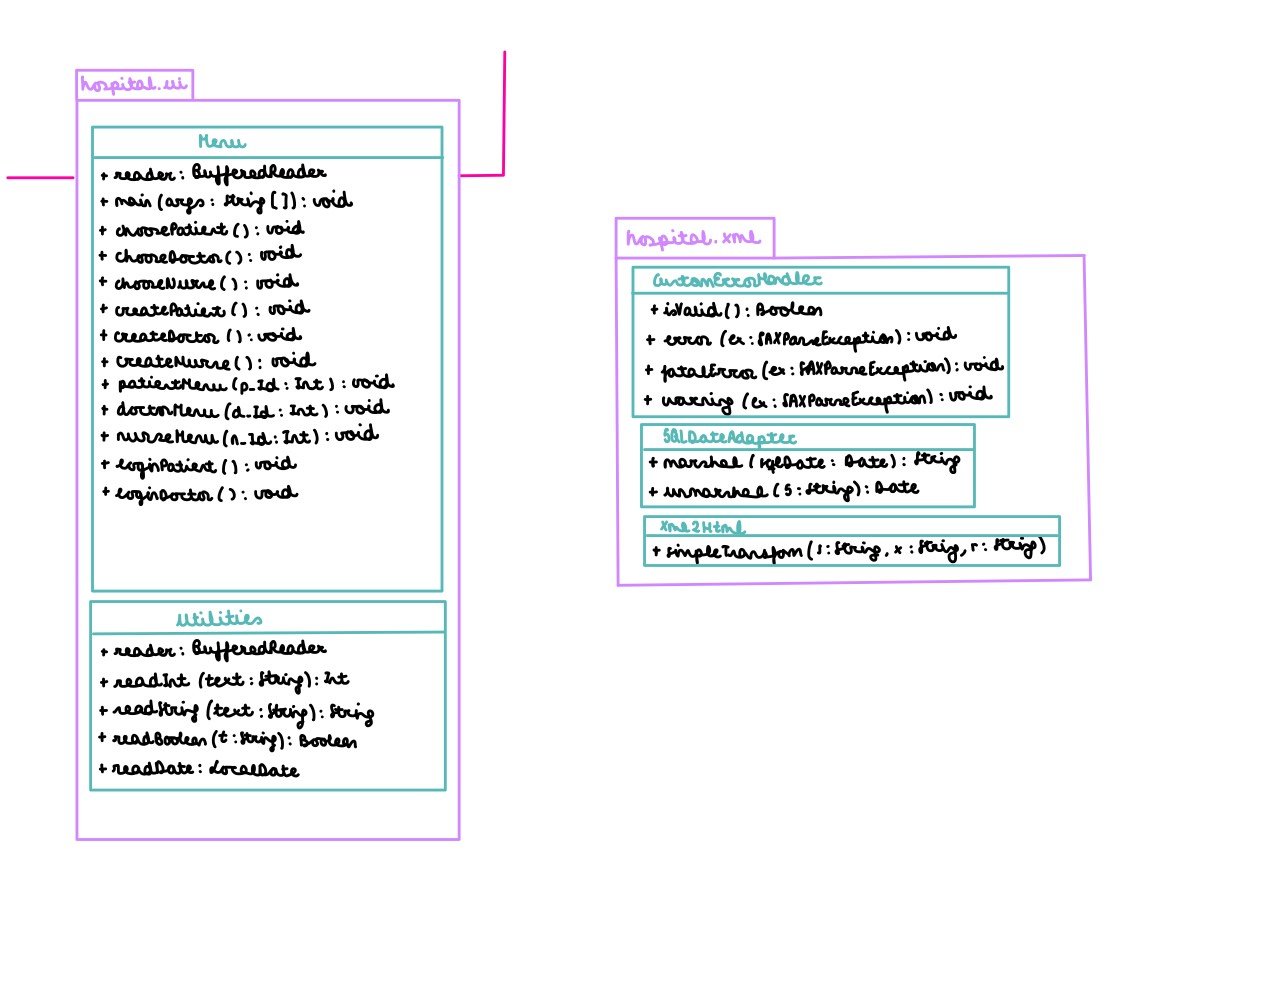 hospital.ui
Menu
+ reader: BufferedReader
+ main (args: String []): void
+ choosePatient (): void
+ chooseDoctor (): void
+ chooseNurse (): void
+ createPatient (): void
+ createDoctor (): void
+ createNurse (): void
+ patientMenu (p_Id: Int): void
+ doctorMenu (d_Id: Int): void
+ nurseMenu (n_Id: Int): void
+ loginPatient (): void
+ loginDoctor (): void
Utilities
+ reader: BufferedReader
+ readInt (text: String): Int
+ readString (text: String): String
+ readBoolean (t: String): Boolean
+ readDate: LocalDate
hospital.xml
CustomErrorHandler
+ isValid (): Boolean
+ error (ex: SAXParseException): void
+ fatalError (ex: SAXParseException): void
+ warning (ex: SAXParseException): void
SQLDateAdapter
+ marshal (sqlDate: Date): String
+ unmarshal (s: String): Date
Xml2Html
+ simpleTransform (s: String, x: String, r: String)